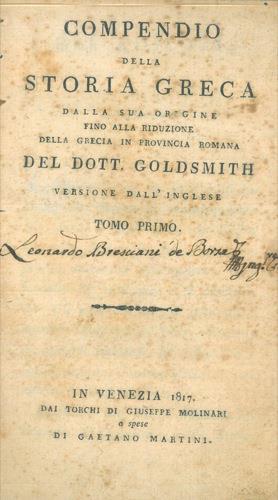 COMPENDIO
DELLA
STORIA GRECA
DALLA SUA ORIGINE
FINO ALLA RIDUZIONE
DELLA GRECIA IN PROVINCIA ROMANA
DEL DOTT. GOLDSMITH
VERSIONE DALL'INGLESE
TOMO PRIMO.
Leonardo Bresciani de
IN VENEZIA 1817.
DAI TORCHI DI GIUSEPPE MOLINARI
a spese
DI GAETANO MARTINI.